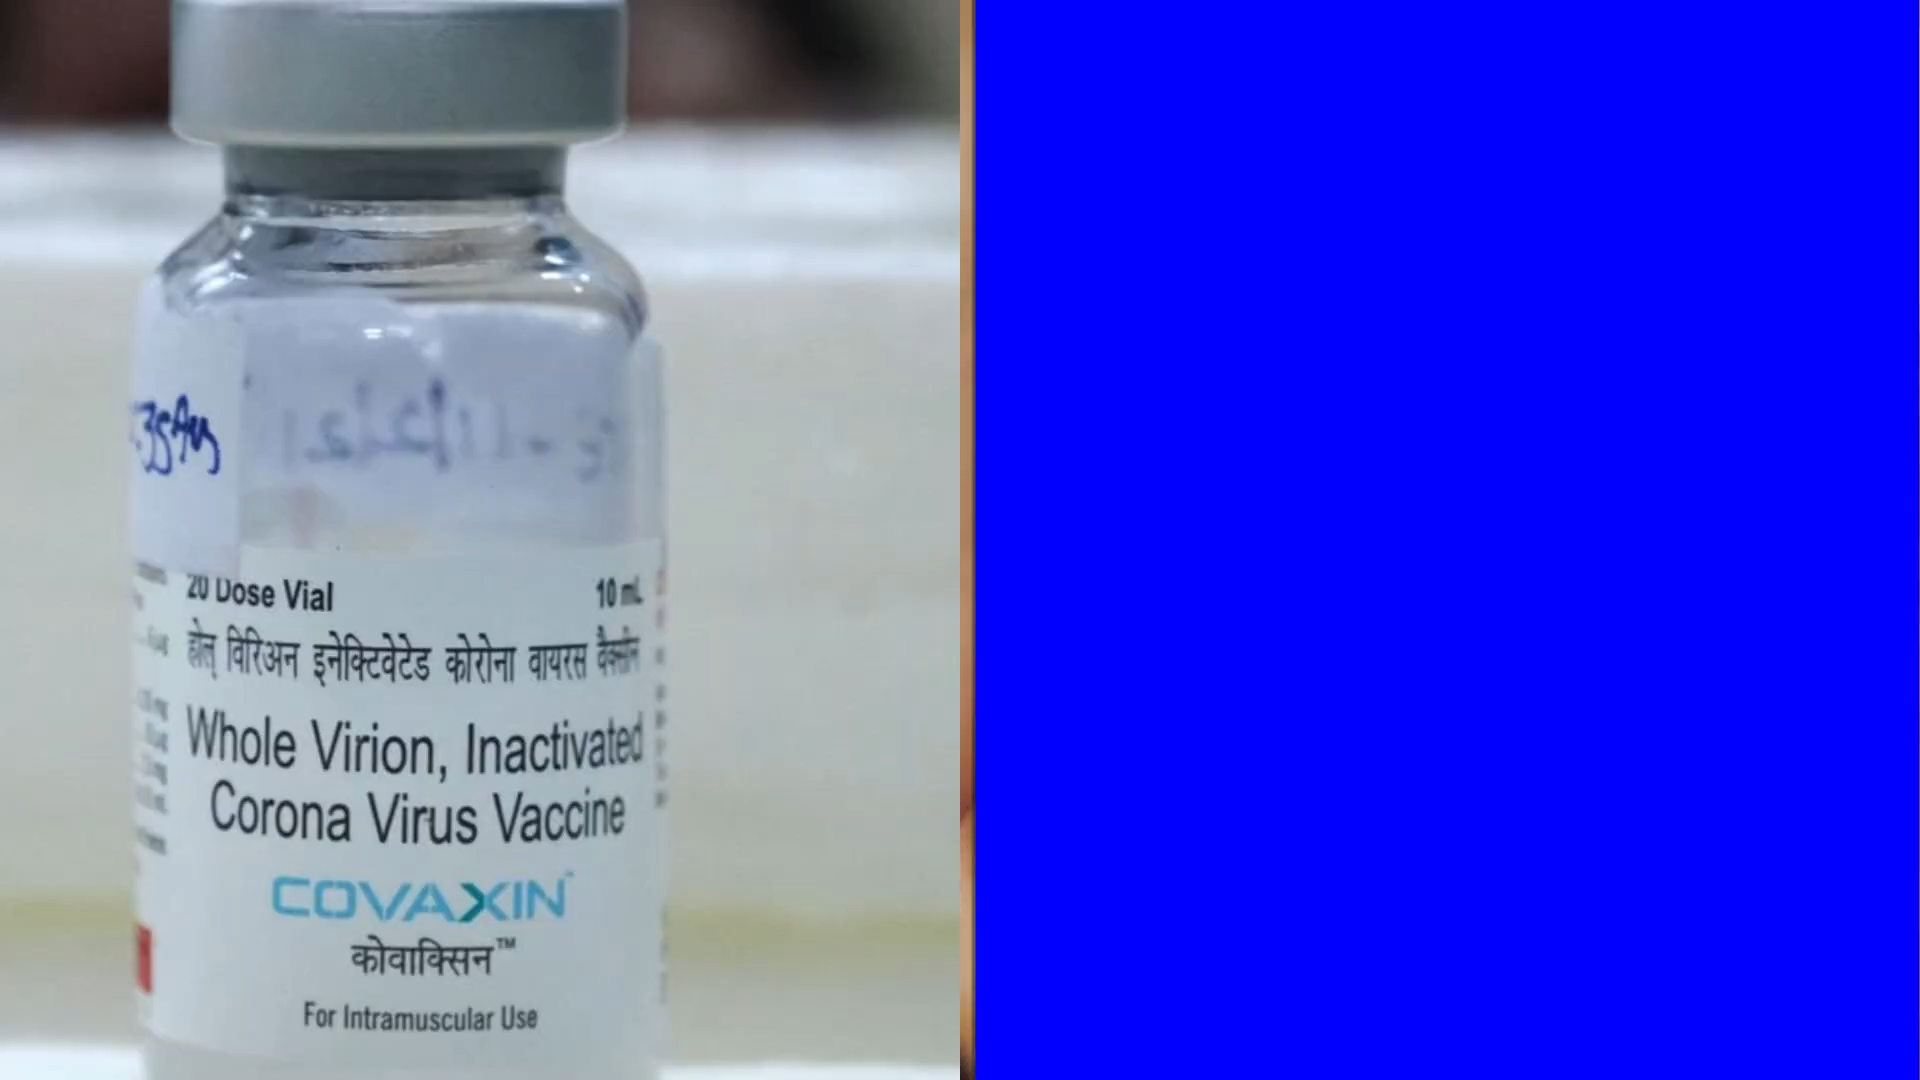 35Am
20 Dose Vial 10 mL
होल् विरिअन इनेक्टिवेटेड कोरोना वायरस वैक्सीन
Whole Virion, Inactivated
Corona Virus Vaccine
COVAXIN™
कोवाक्सिन™
For Intramuscular Use